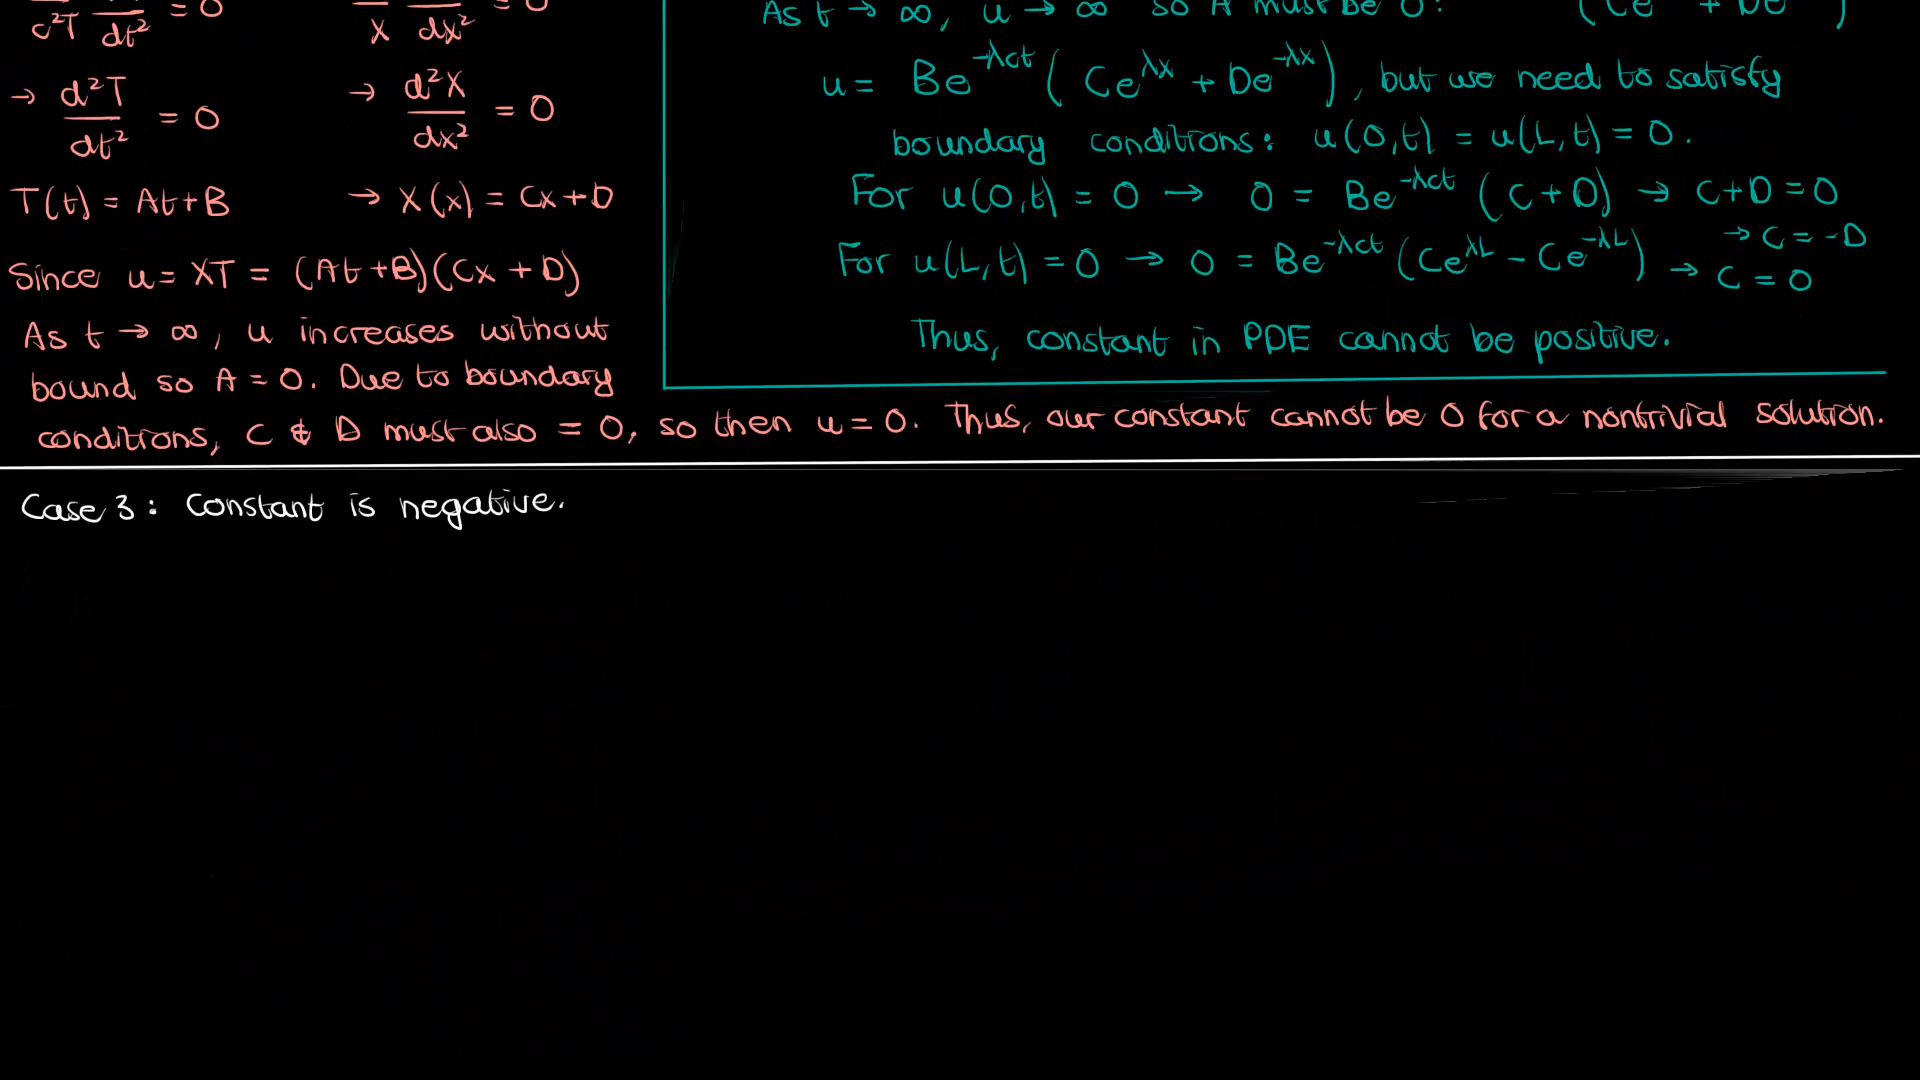 c²T dt² = 0
X dx² = 0
→ d²T/dt² = 0
→ d²X/dx² = 0
T(t) = At+B
→ X(x) = Cx+D
Since u = XT = (At+B)(Cx+D)
As t → ∞, u increases without
bound so A = 0. Due to boundary
conditions, C & D must also = 0, so then u = 0. Thus, our constant cannot be 0 for a nontrivial solution.
As t → ∞, u → ∞ so A must be 0: (Ce + De )
u = Be^{-λct} (Ce^{λx} + De^{-λx}), but we need to satisfy
boundary conditions: u(0,t) = u(L,t) = 0.
For u(0,t) = 0 → 0 = Be^{-λct} (C+D) → C+D = 0
→ C = -D
For u(L,t) = 0 → 0 = Be^{-λct} (Ce^{λL} - Ce^{-λL}) → C = 0
Thus, constant in PDE cannot be positive.
Case 3: Constant is negative.